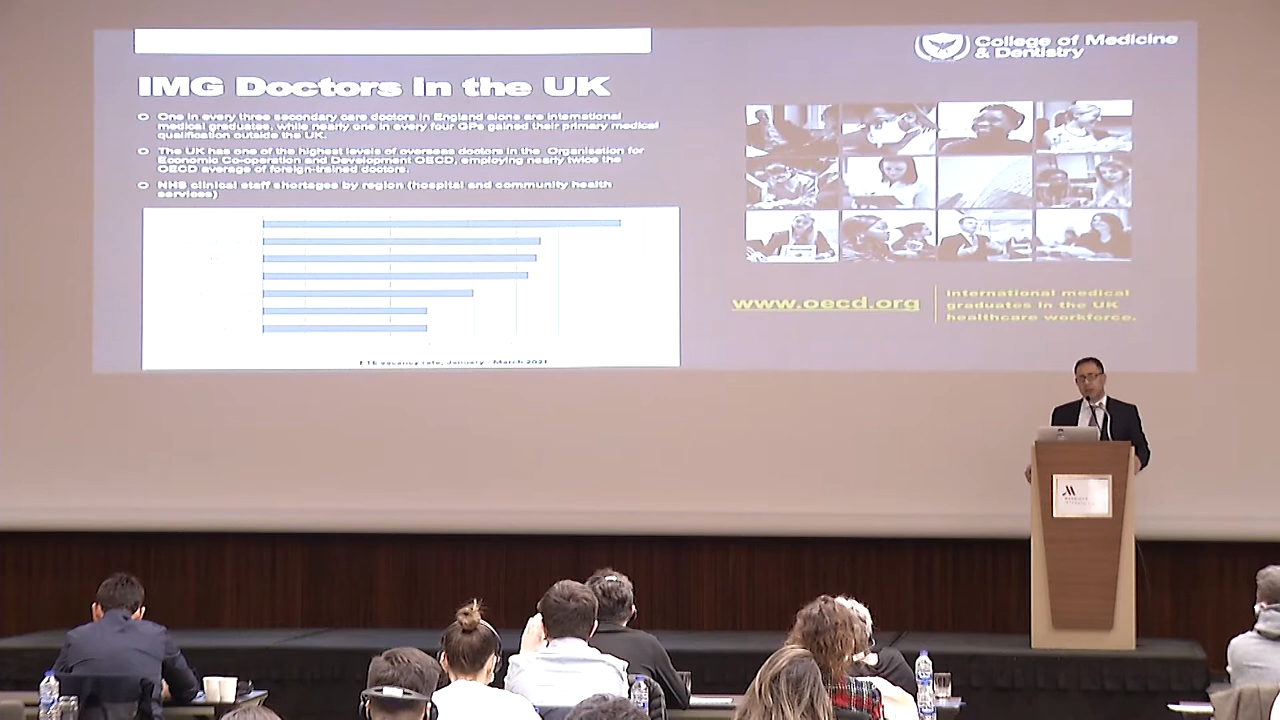 College of Medicine
& Dentistry
IMG Doctors in the UK
One in every three secondary care doctors in England alone are international
medical graduates, while nearly one in every four GPs gained their primary medical
qualification outside the UK.
The UK has one of the highest levels of overseas doctors in the Organisation for
Economic Co-operation and Development OECD, employing nearly twice the
OECD average of foreign-trained doctors.
NHS clinical staff shortages by region (hospital and community health
services)
FTE vacancy rate, January - March 2021
www.oecd.org
International medical
graduates in the UK
healthcare workforce.